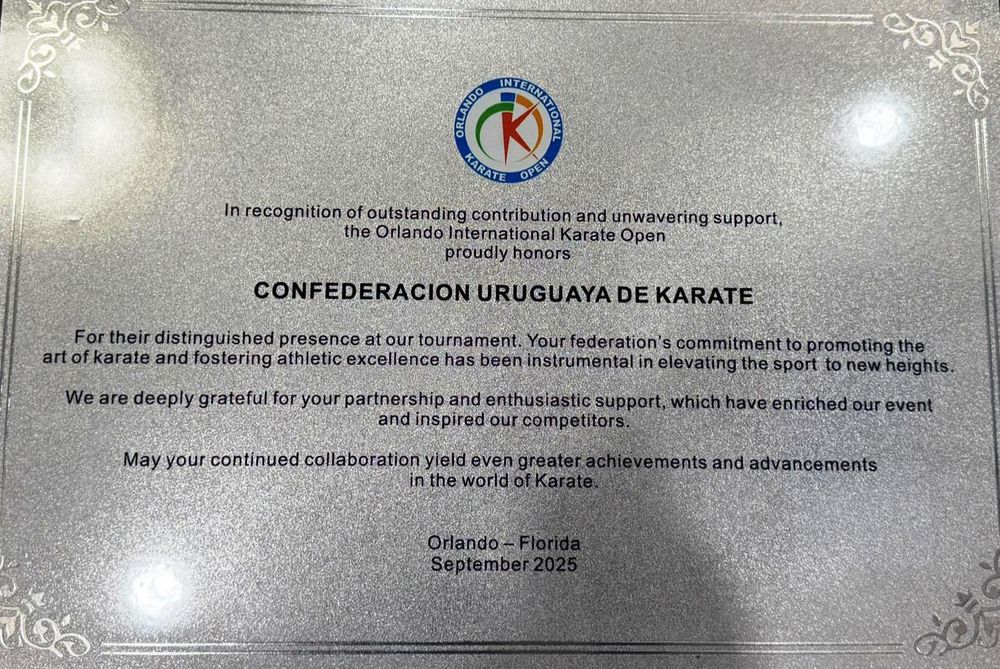 ORLANDO INTERNATIONAL
KARATE OPEN
In recognition of outstanding contribution and unwavering support,
the Orlando International Karate Open
proudly honors
CONFEDERACION URUGUAYA DE KARATE
For their distinguished presence at our tournament. Your federation's commitment to promoting the
art of karate and fostering athletic excellence has been instrumental in elevating the sport to new heights.
We are deeply grateful for your partnership and enthusiastic support, which have enriched our event
and inspired our competitors.
May your continued collaboration yield even greater achievements and advancements
in the world of Karate.
Orlando – Florida
September 2025